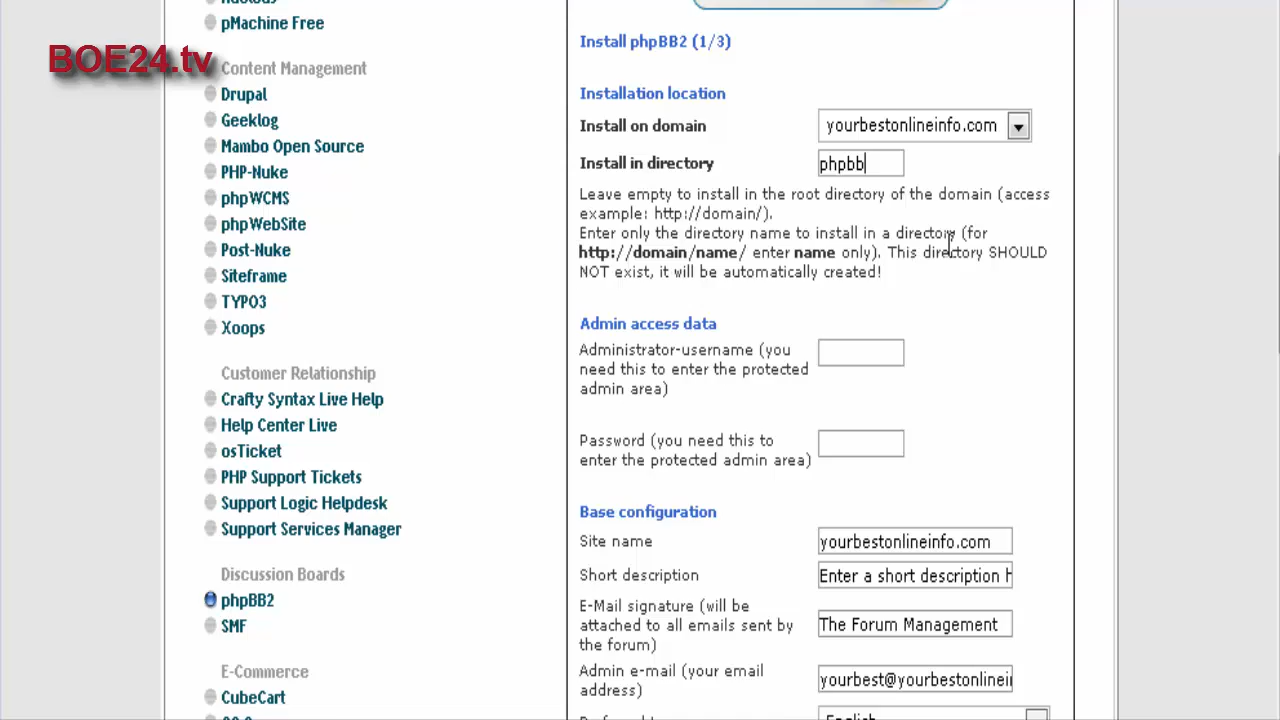 pMachine Free
BOE24.tv
Content Management
Drupal
Geeklog
Mambo Open Source
PHP-Nuke
phpWCMS
phpWebSite
Post-Nuke
Siteframe
TYPO3
Xoops
Customer Relationship
Crafty Syntax Live Help
Help Center Live
osTicket
PHP Support Tickets
Support Logic Helpdesk
Support Services Manager
Discussion Boards
phpBB2
SMF
E-Commerce
CubeCart
Install phpBB2 (1/3)
Installation location
Install on domain yourbestonlineinfo.com
Install in directory phpbb
Leave empty to install in the root directory of the domain (access
example: http://domain/).
Enter only the directory name to install in a directory (for
http://domain/name/ enter name only). This directory SHOULD
NOT exist, it will be automatically created!
Admin access data
Administrator-username (you
need this to enter the protected
admin area)
Password (you need this to
enter the protected admin area)
Base configuration
Site name yourbestonlineinfo.com
Short description Enter a short description h
E-Mail signature (will be
attached to all emails sent by
the forum)
The Forum Management
Admin e-mail (your email
address)
yourbest@yourbestonlinei
English